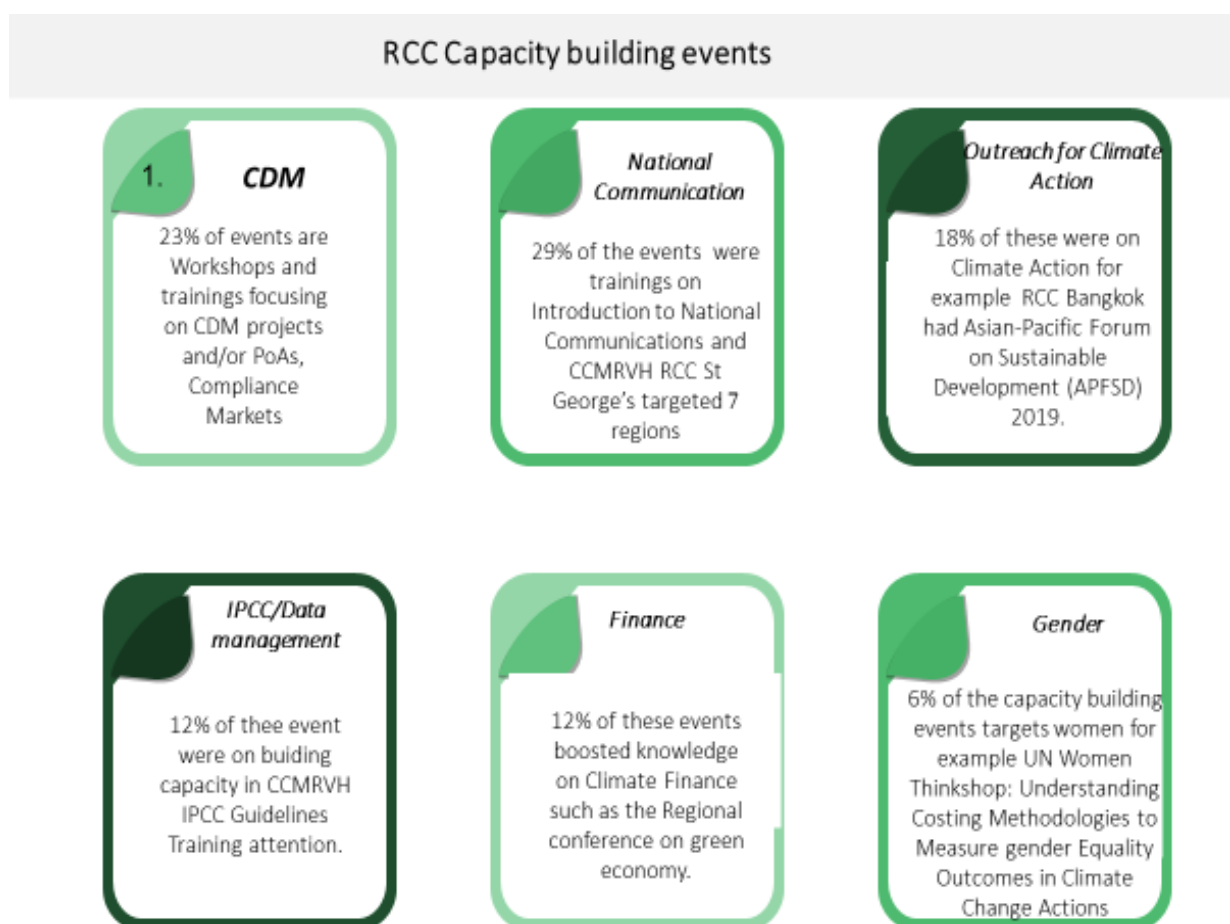 RCC Capacity building events
1.
CDM
23% of events are
Workshops and
trainings focusing
on CDM projects
and/or PoAs,
Compliance
Markets
National
Communication
29% of the events were
trainings on
Introduction to National
Communications and
CCMRVH RCC St
George's targeted 7
regions
Outreach for Climate
Action
18% of these were on
Climate Action for
example RCC Bangkok
had Asian-Pacific Forum
on Sustainable
Development (APFSD)
2019.
IPCC/Data
management
12% of thee event
were on buiding
capacity in CCMRVH
IPCC Guidelines
Training attention.
Finance
12% of these events
boosted knowledge
on Climate Finance
such as the Regional
conference on green
economy.
Gender
6% of the capacity building
events targets women for
example UN Women
Thinkshop: Understanding
Costing Methodologies to
Measure gender Equality
Outcomes in Climate
Change Actions